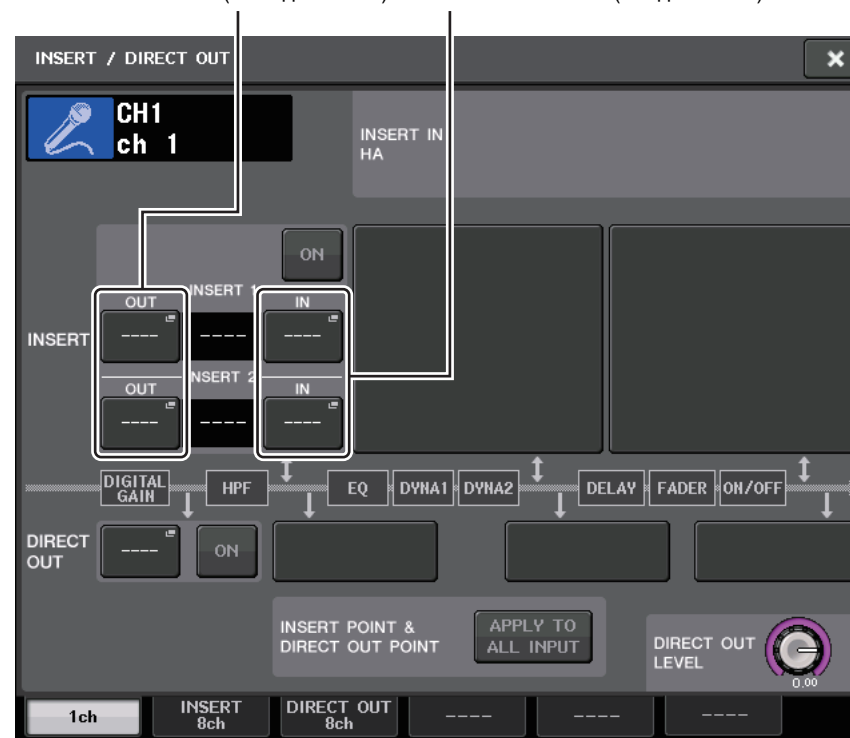 INSERT / DIRECT OUT
CH1
ch 1
INSERT IN
HA
ON
INSERT 1
OUT
IN
INSERT
----
----
----
INSERT 2
OUT
IN
----
----
----
DIGITAL GAIN
HPF
EQ
DYNA1
DYNA2
DELAY
FADER
ON/OFF
DIRECT OUT
----
ON
INSERT POINT &
DIRECT OUT POINT
APPLY TO
ALL INPUT
DIRECT OUT
LEVEL
0.00
1ch
INSERT
8ch
DIRECT OUT
8ch
----
----
----